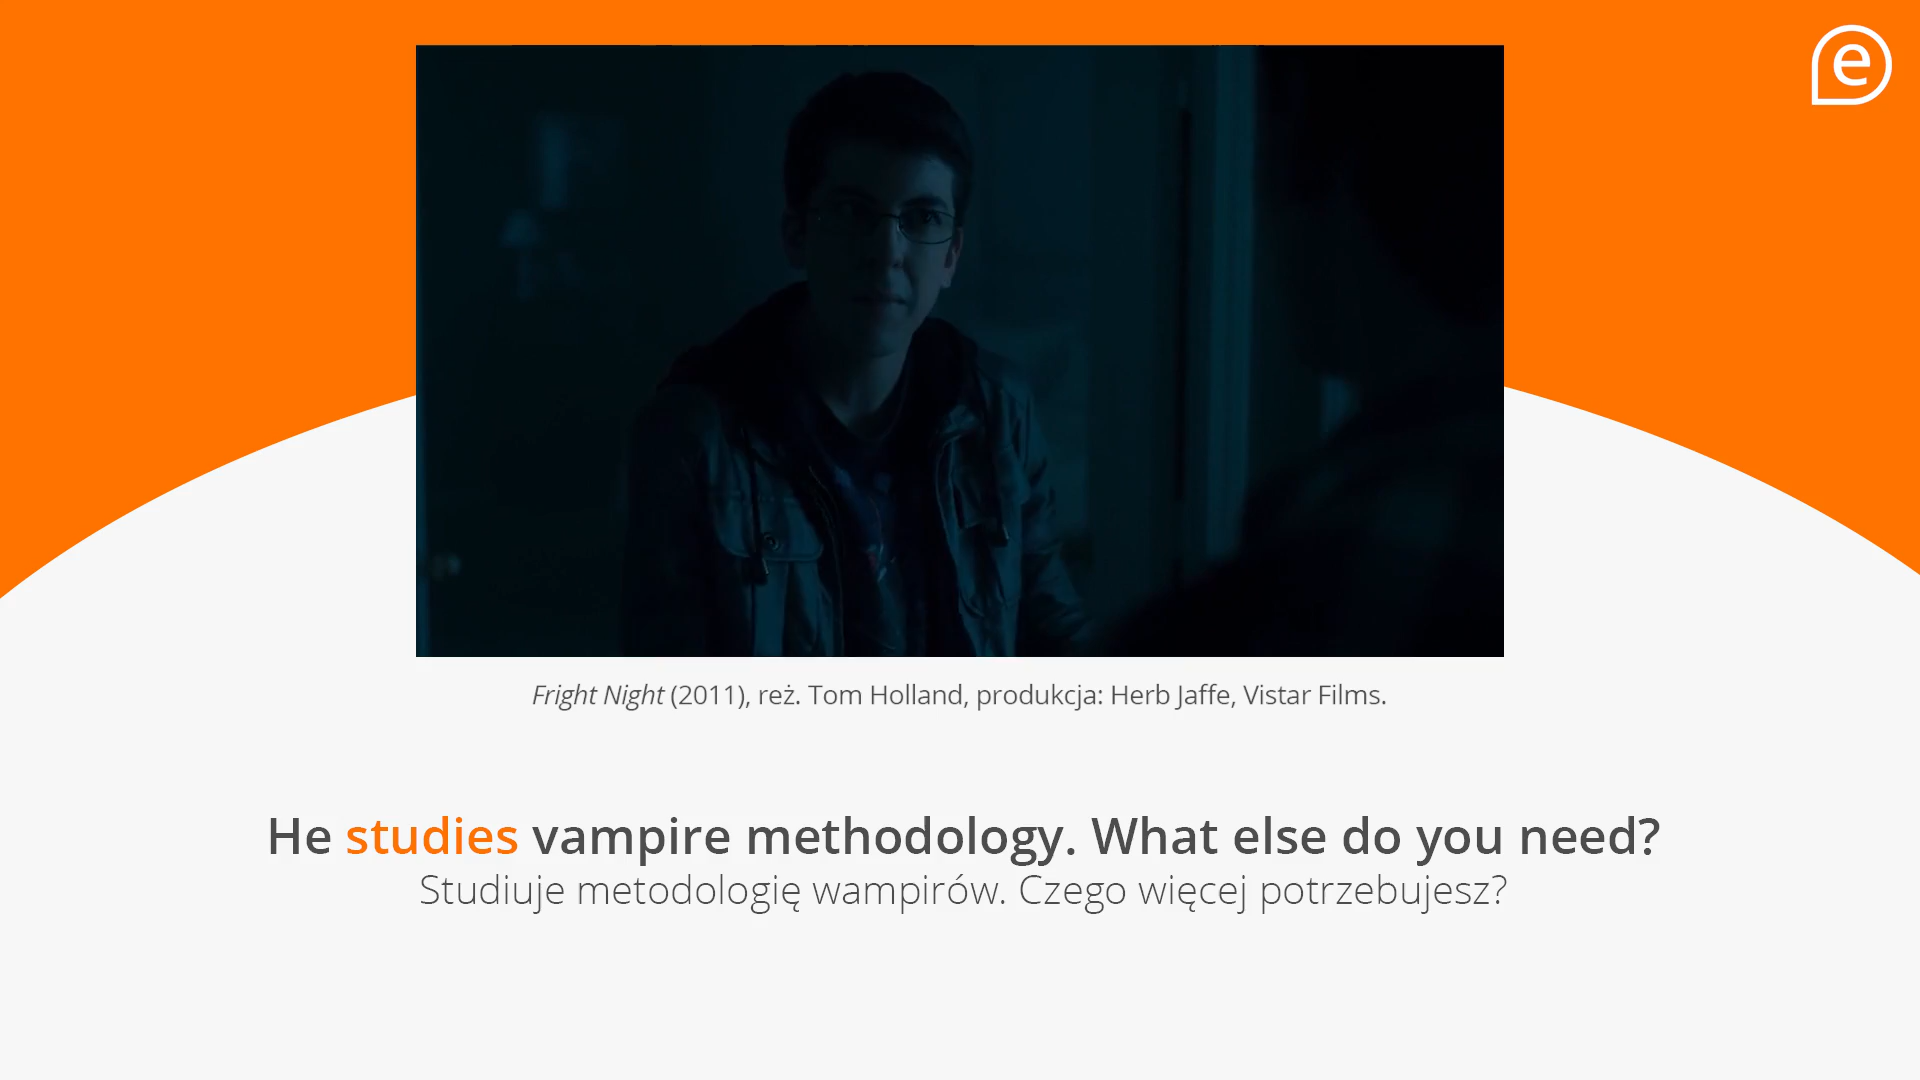 e
Fright Night (2011), reż. Tom Holland, produkcja: Herb Jaffe, Vistar Films.
He studies vampire methodology. What else do you need?
Studiuje metodologię wampirów. Czego więcej potrzebujesz?